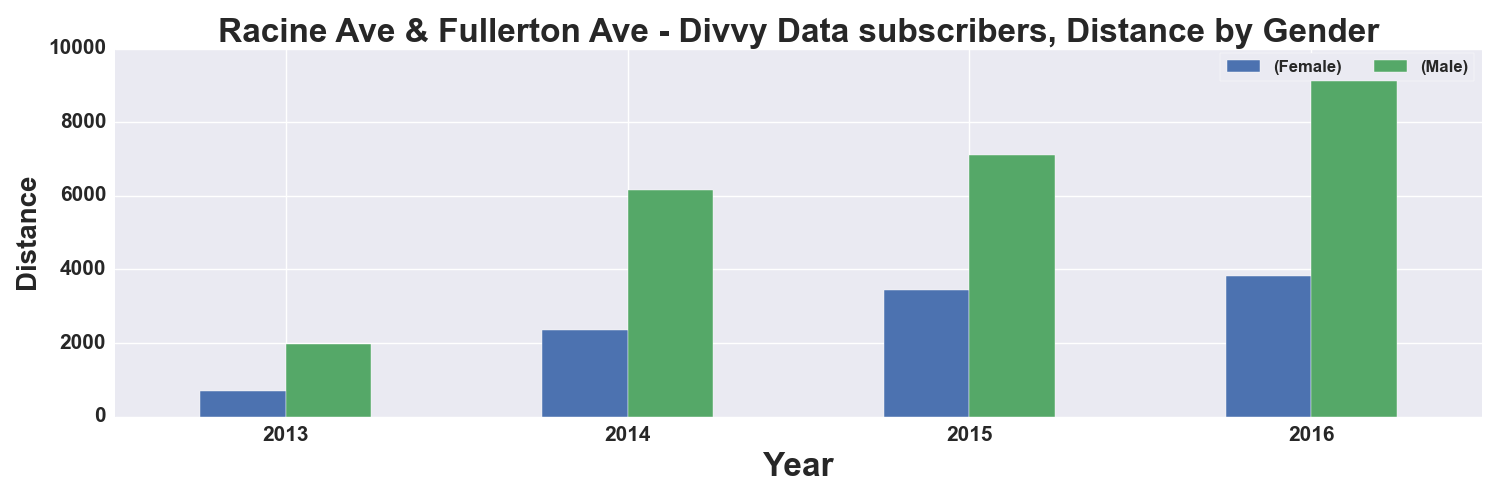 Racine Ave & Fullerton Ave - Divvy Data subscribers, Distance by Gender
(Female) (Male)
Distance
10000
8000
6000
4000
2000
0
2013 2014 2015 2016
Year